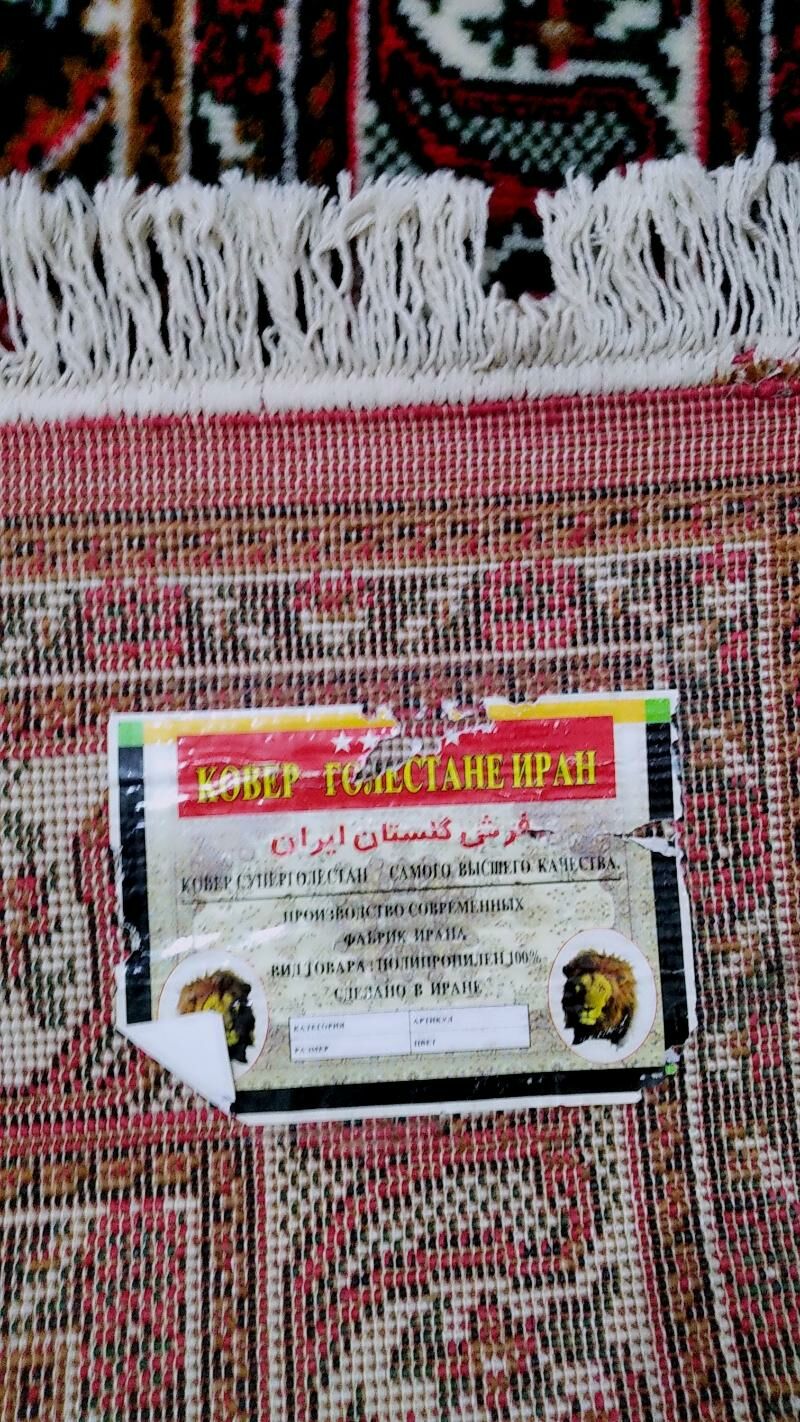 КОВЕР ГОЛЕСТАНЕ ИРАН
فرشی گلستان ایران
КОВЕР СУПЕРГОЛЕСТАН САМОГО ВЫСШЕГО КАЧЕСТВА.
ПРОИЗВОДСТВО СОВРЕМЕННЫХ
ФАБРИК ИРАНА
ВИД ТОВАРА : ПОЛИПРОПИЛЕН 100%
СДЕЛАНО В ИРАНЕ
КАТЕГОРИЯ АРТИКУЛ
РАЗМЕР ЦВЕТ